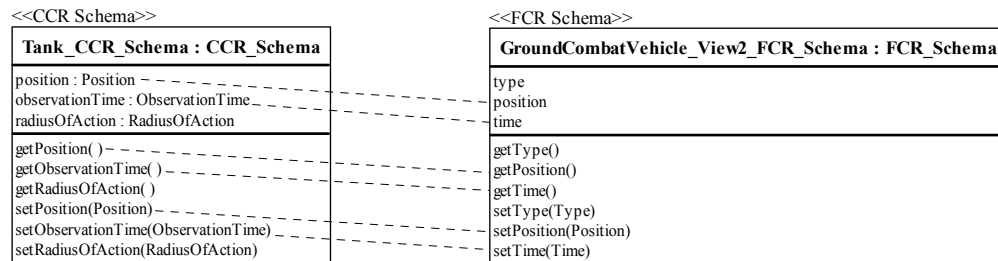 <<CCR Schema>>
Tank_CCR_Schema : CCR_Schema
position : Position
observationTime : ObservationTime
radiusOfAction : RadiusOfAction
getPosition( )
getObservationTime( )
getRadiusOfAction( )
setPosition(Position)
setObservationTime(ObservationTime)
setRadiusOfAction(RadiusOfAction)
<<FCR Schema>>
GroundCombatVehicle_View2_FCR_Schema : FCR_Schema
type
position
time
getType()
getPosition()
getTime()
setType(Type)
setPosition(Position)
setTime(Time)